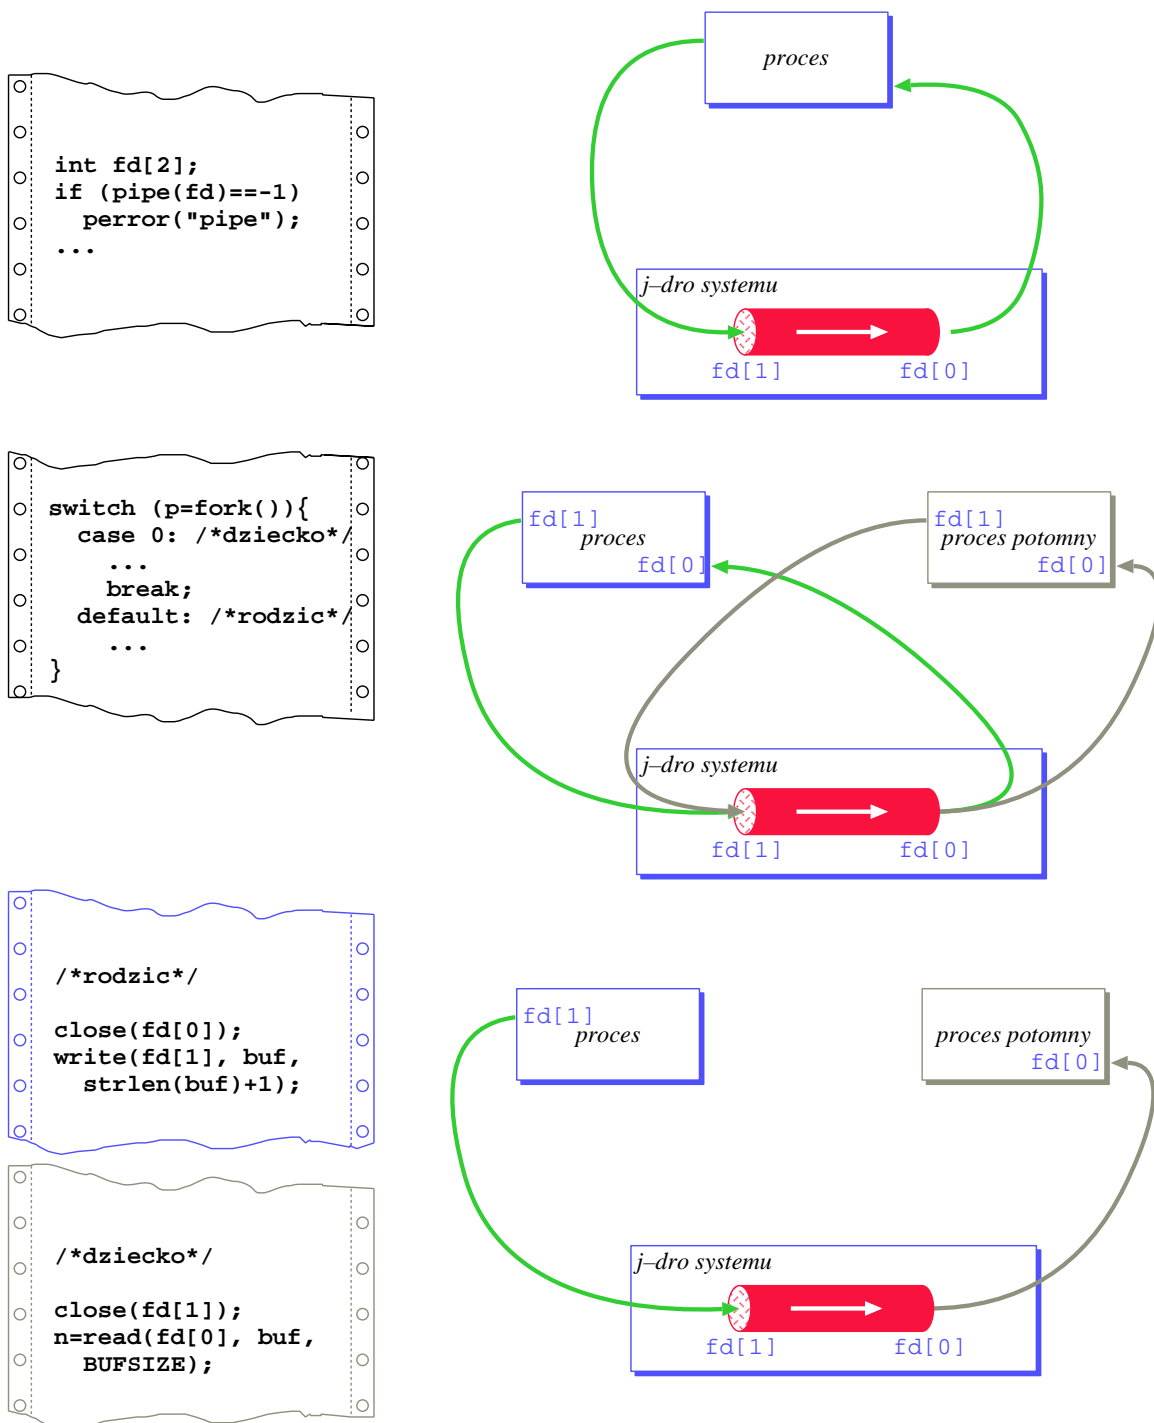 int fd[2];
if (pipe(fd)==-1)
  perror("pipe");
...
proces
j–dro systemu
fd[1]
fd[0]
switch (p=fork()){
  case 0: /*dziecko*/
    ...
    break;
  default: /*rodzic*/
    ...
}
fd[1]
proces
fd[0]
fd[1]
proces potomny
fd[0]
j–dro systemu
fd[1]
fd[0]
/*rodzic*/
close(fd[0]);
write(fd[1], buf,
  strlen(buf)+1);
/*dziecko*/
close(fd[1]);
n=read(fd[0], buf,
  BUFSIZE);
fd[1]
proces
proces potomny
fd[0]
j–dro systemu
fd[1]
fd[0]